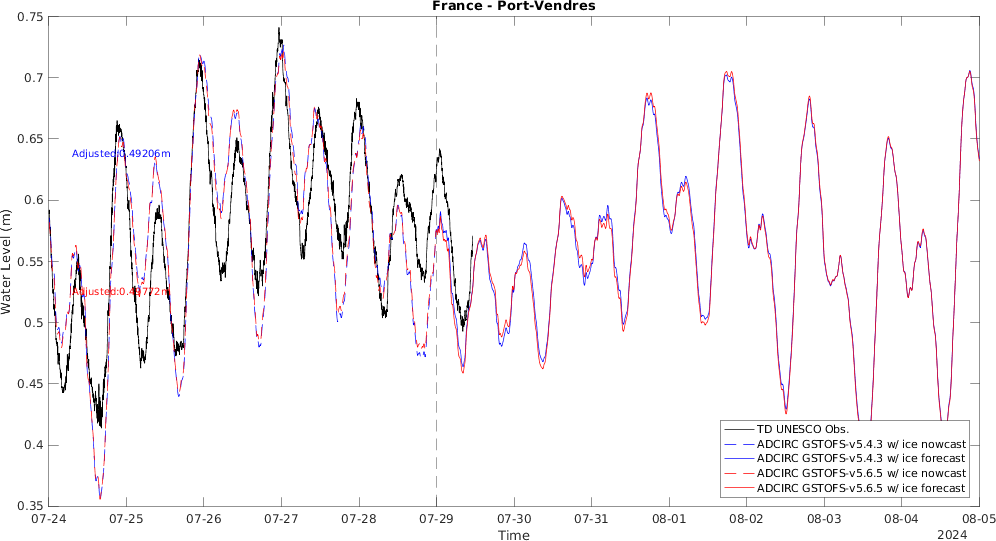 France - Port-Vendres
0.75
0.7
0.65
0.6
0.55
0.5
0.45
0.4
0.35
Water Level (m)
Adjusted:0.49206m
Adjusted:0.49772m
TD UNESCO Obs.
ADCIRC GSTOFS-v5.4.3 w/ ice nowcast
ADCIRC GSTOFS-v5.4.3 w/ ice forecast
ADCIRC GSTOFS-v5.6.5 w/ ice nowcast
ADCIRC GSTOFS-v5.6.5 w/ ice forecast
07-24 07-25 07-26 07-27 07-28 07-29 07-30 07-31 08-01 08-02 08-03 08-04 08-05
Time
2024